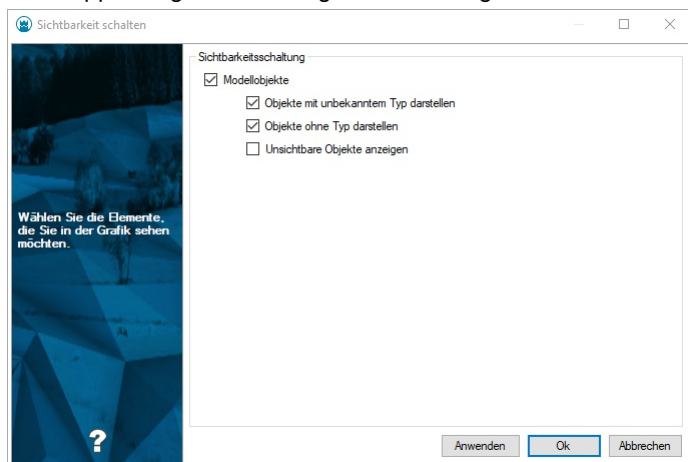 Sichtbarkeit schalten
Sichtbarkeitsschaltung
Modellobjekte
Objekte mit unbekanntem Typ darstellen
Objekte ohne Typ darstellen
Unsichtbare Objekte anzeigen
Wählen Sie die Elemente,
die Sie in der Grafik sehen
möchten.
?
Anwenden
Ok
Abbrechen